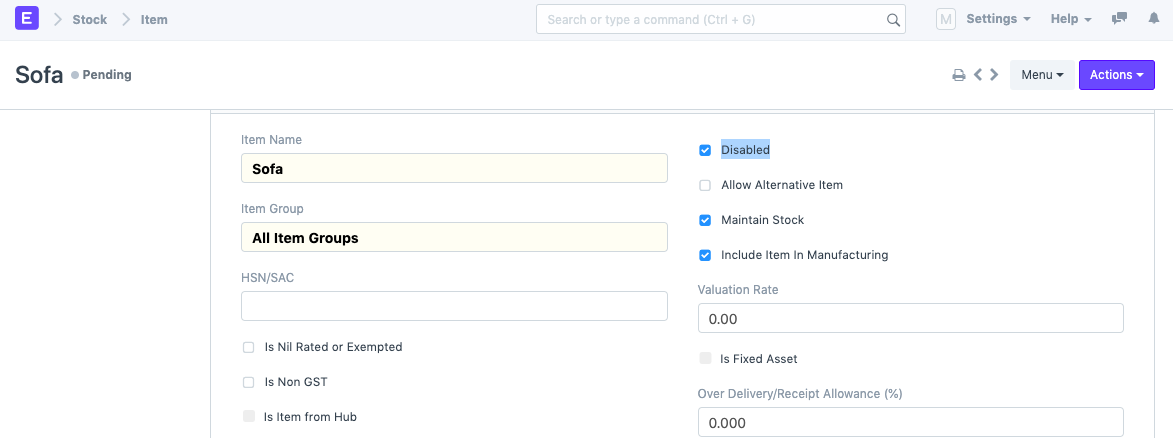 E Stock Item Search or type a command (Ctrl + G) M Settings Help
Sofa Pending Menu Actions
Item Name
Sofa
Item Group
All Item Groups
HSN/SAC
Is Nil Rated or Exempted
Is Non GST
Is Item from Hub
Disabled
Allow Alternative Item
Maintain Stock
Include Item In Manufacturing
Valuation Rate
0.00
Is Fixed Asset
Over Delivery/Receipt Allowance (%)
0.000